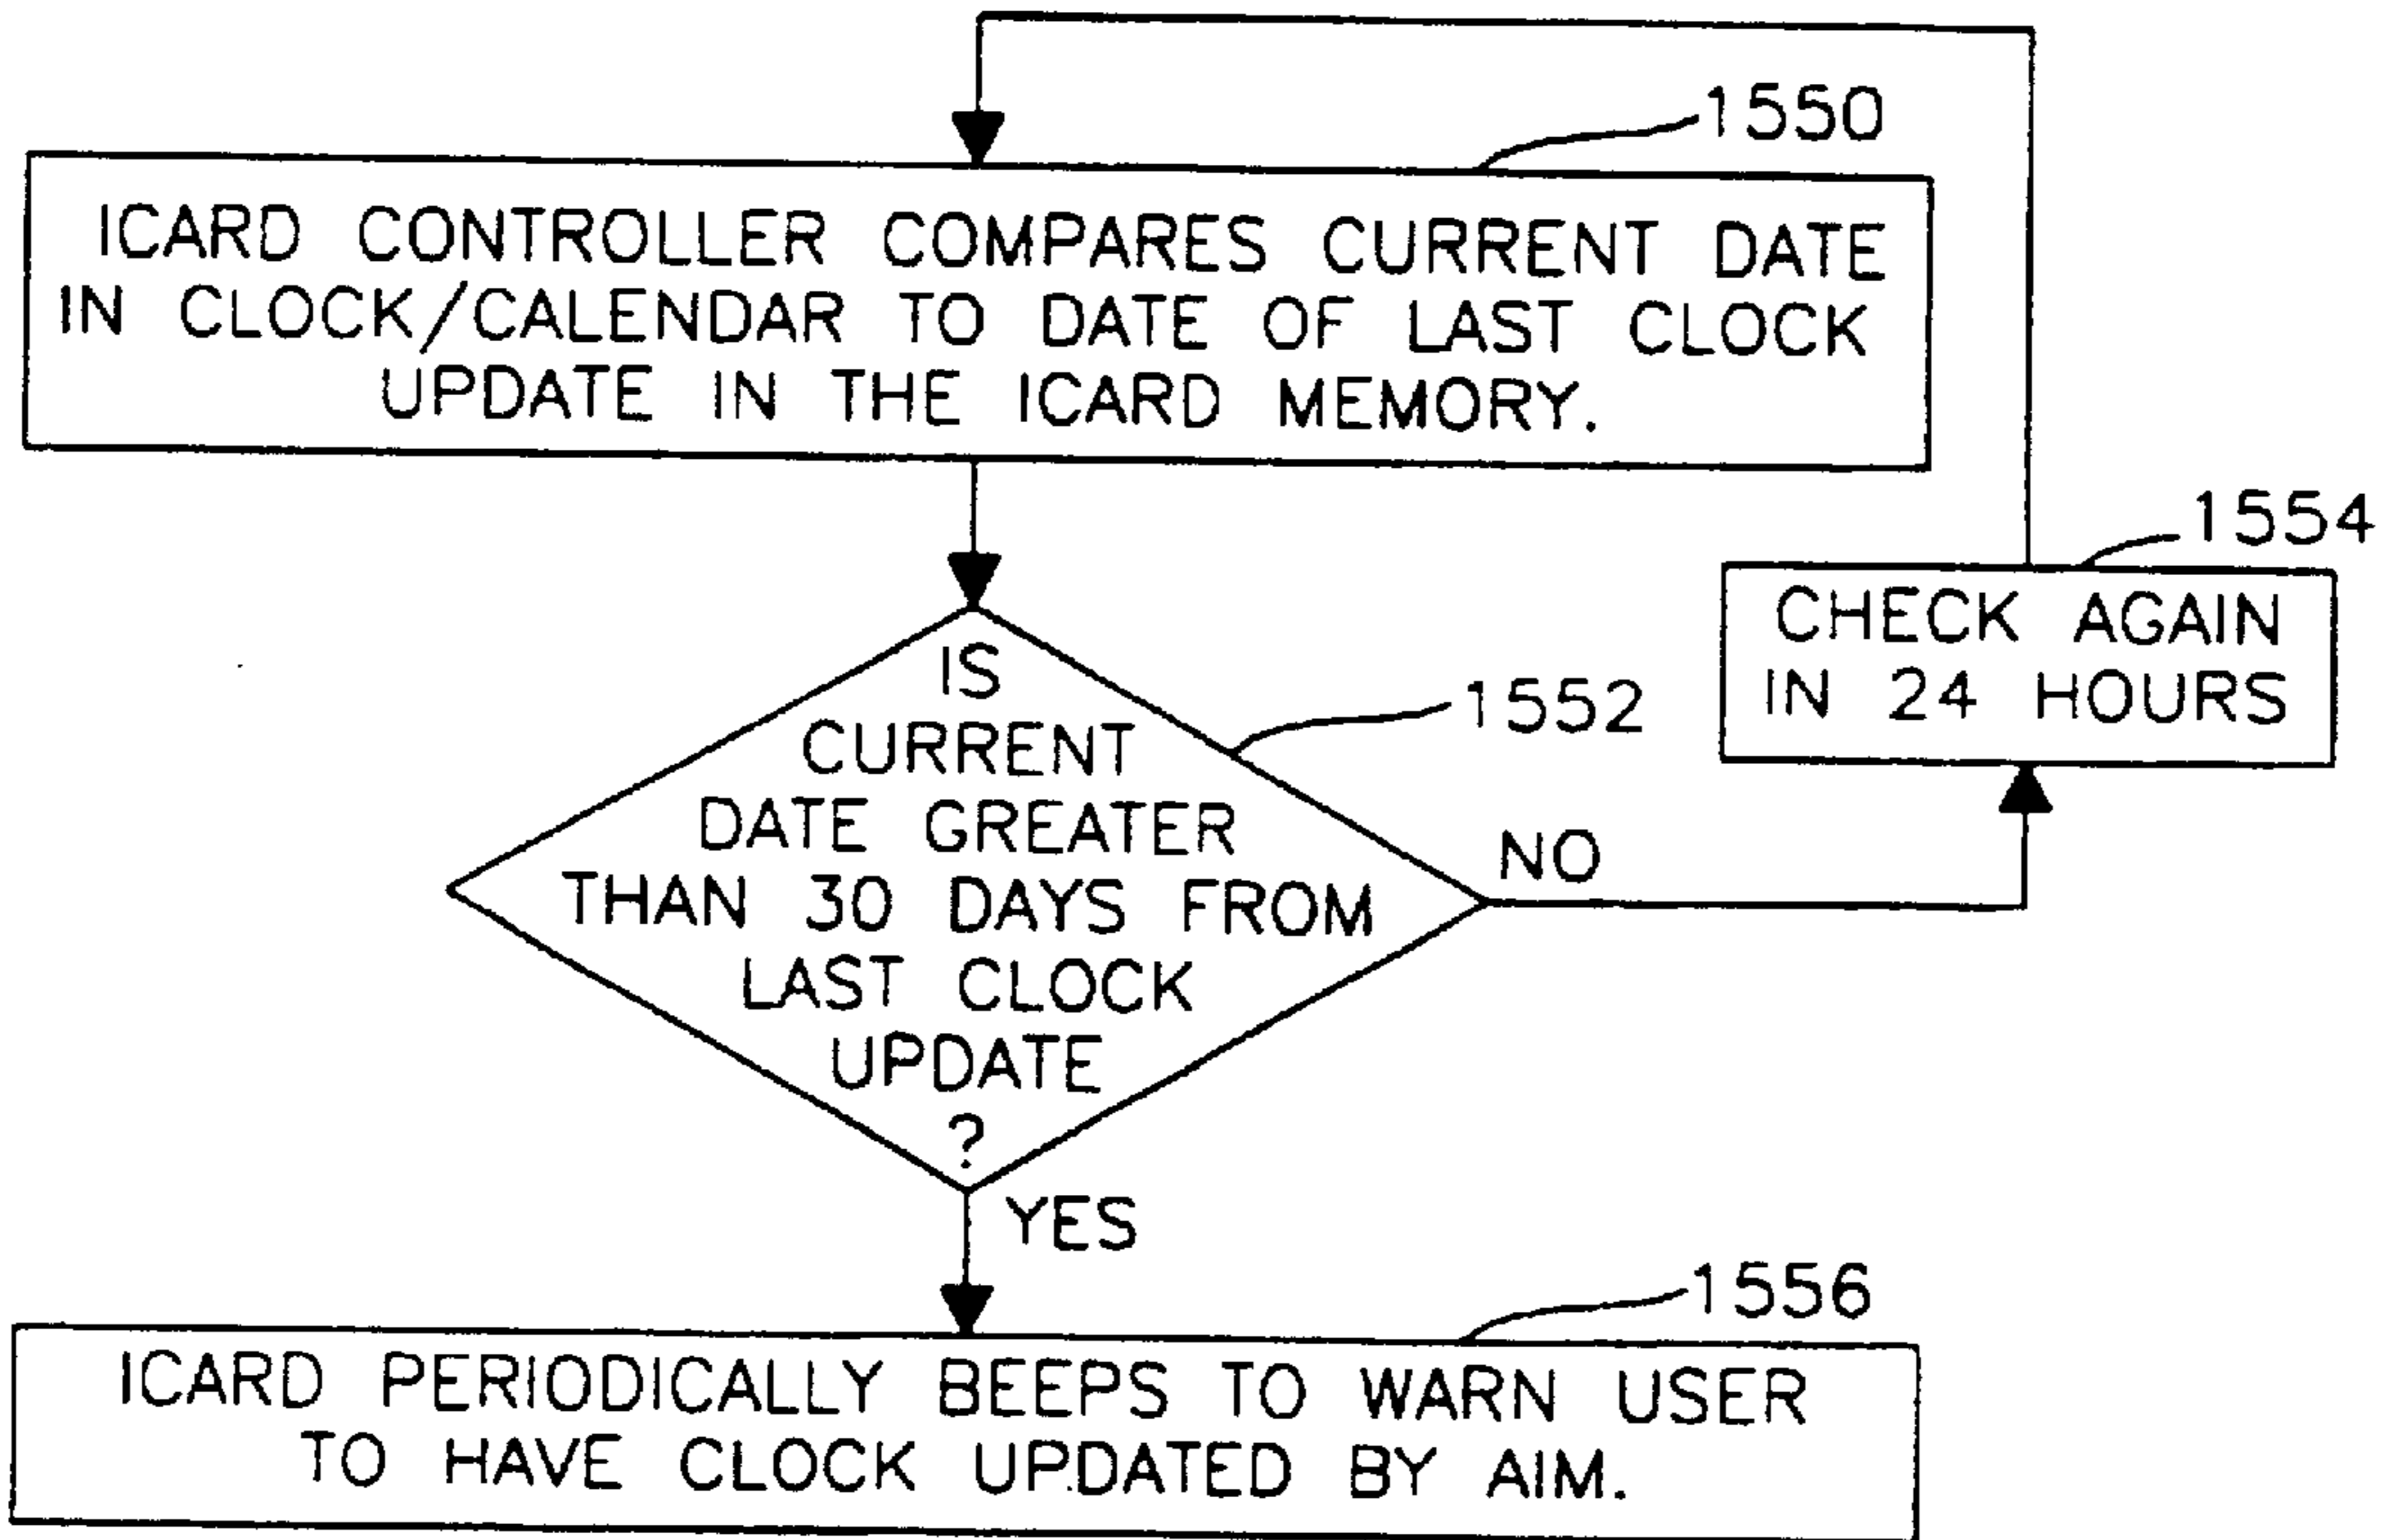 1550
ICARD CONTROLLER COMPARES CURRENT DATE
IN CLOCK/CALENDAR TO DATE OF LAST CLOCK
UPDATE IN THE ICARD MEMORY.
1554
CHECK AGAIN
IN 24 HOURS
1552
IS
CURRENT
DATE GREATER
THAN 30 DAYS FROM
LAST CLOCK
UPDATE
?
NO
YES
1556
ICARD PERIODICALLY BEEPS TO WARN USER
TO HAVE CLOCK UPDATED BY AIM.